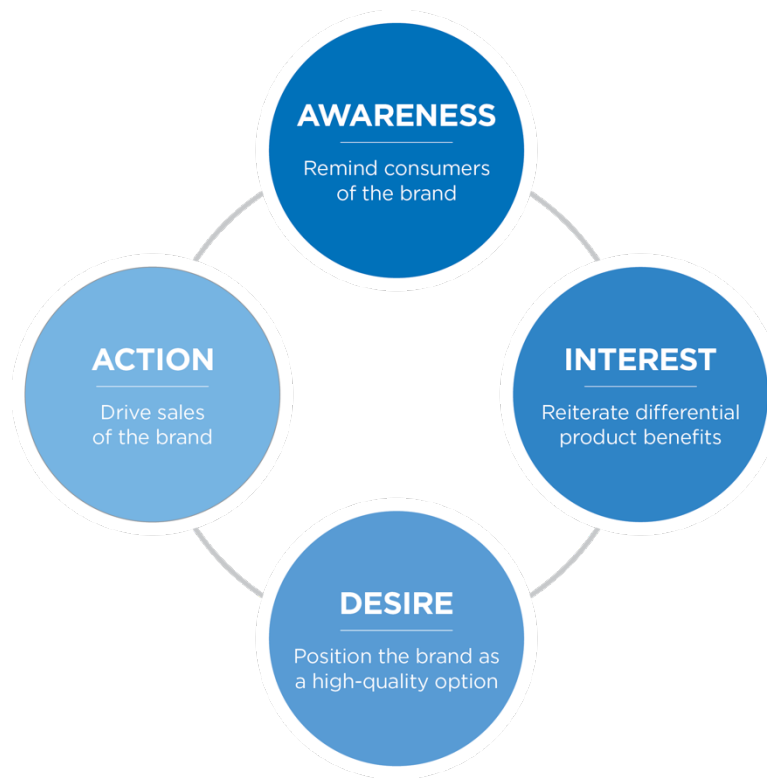 AWARENESS
Remind consumers
of the brand
INTEREST
Reiterate differential
product benefits
DESIRE
Position the brand as
a high-quality option
ACTION
Drive sales
of the brand